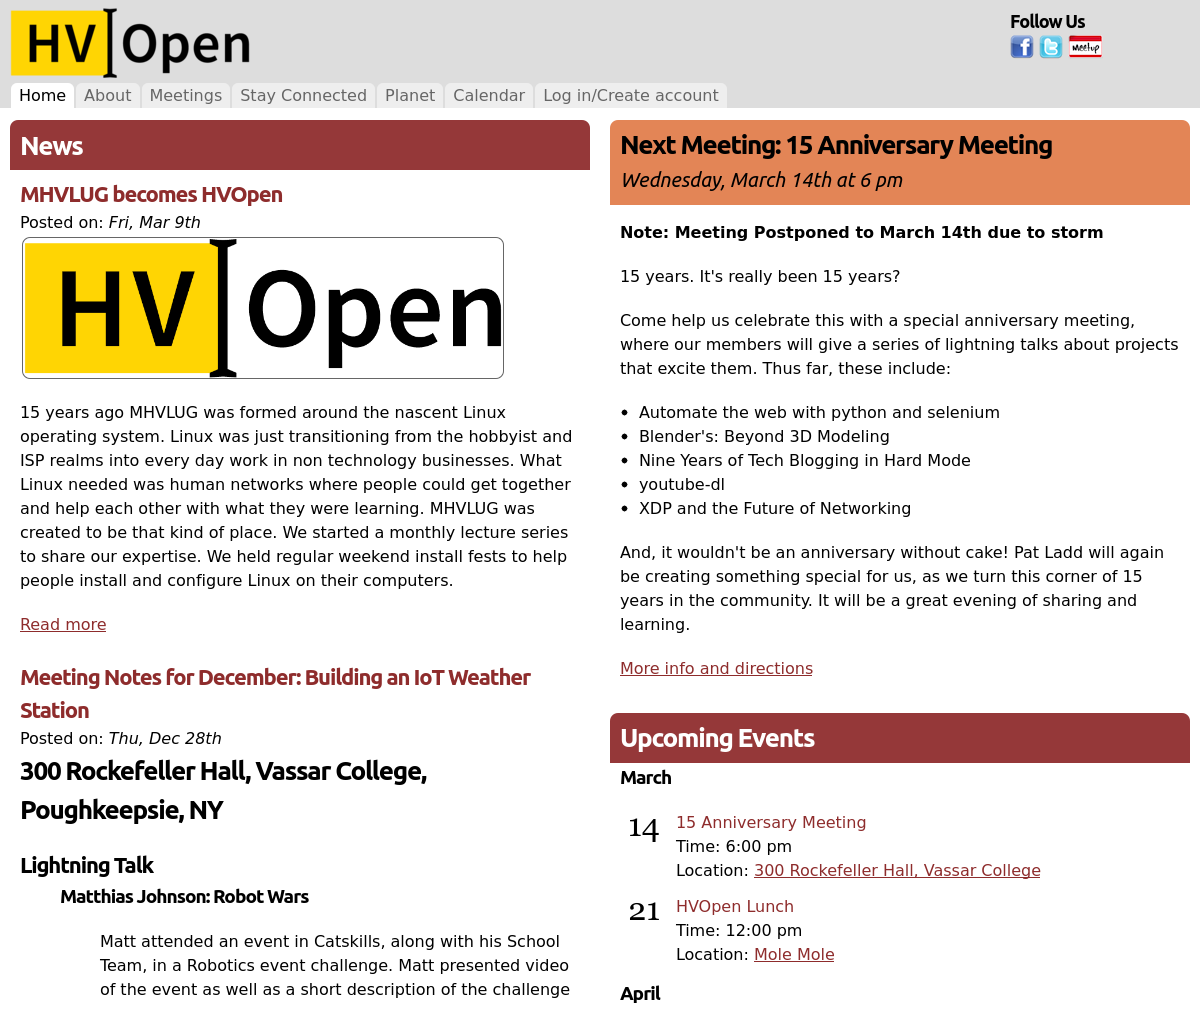 HV Open
Follow Us
meetup
Home About Meetings Stay Connected Planet Calendar Log in/Create account
News
MHVLUG becomes HVOpen
Posted on: Fri, Mar 9th
HV Open
15 years ago MHVLUG was formed around the nascent Linux
operating system. Linux was just transitioning from the hobbyist and
ISP realms into every day work in non technology businesses. What
Linux needed was human networks where people could get together
and help each other with what they were learning. MHVLUG was
created to be that kind of place. We started a monthly lecture series
to share our expertise. We held regular weekend install fests to help
people install and configure Linux on their computers.
Read more
Meeting Notes for December: Building an IoT Weather
Station
Posted on: Thu, Dec 28th
300 Rockefeller Hall, Vassar College,
Poughkeepsie, NY
Lightning Talk
Matthias Johnson: Robot Wars
Matt attended an event in Catskills, along with his School
Team, in a Robotics event challenge. Matt presented video
of the event as well as a short description of the challenge
Next Meeting: 15 Anniversary Meeting
Wednesday, March 14th at 6 pm
Note: Meeting Postponed to March 14th due to storm
15 years. It's really been 15 years?
Come help us celebrate this with a special anniversary meeting,
where our members will give a series of lightning talks about projects
that excite them. Thus far, these include:
• Automate the web with python and selenium
• Blender's: Beyond 3D Modeling
• Nine Years of Tech Blogging in Hard Mode
• youtube-dl
• XDP and the Future of Networking
And, it wouldn't be an anniversary without cake! Pat Ladd will again
be creating something special for us, as we turn this corner of 15
years in the community. It will be a great evening of sharing and
learning.
More info and directions
Upcoming Events
March
14 15 Anniversary Meeting
Time: 6:00 pm
Location: 300 Rockefeller Hall, Vassar College
21 HVOpen Lunch
Time: 12:00 pm
Location: Mole Mole
April